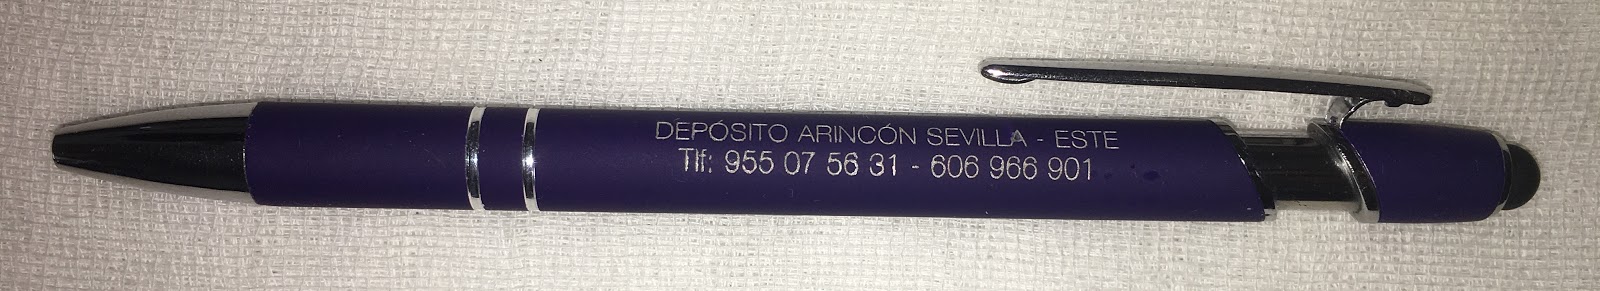 DEPÓSITO ARINCÓN SEVILLA - ESTE
Tlf: 955 07 56 31 - 606 966 901